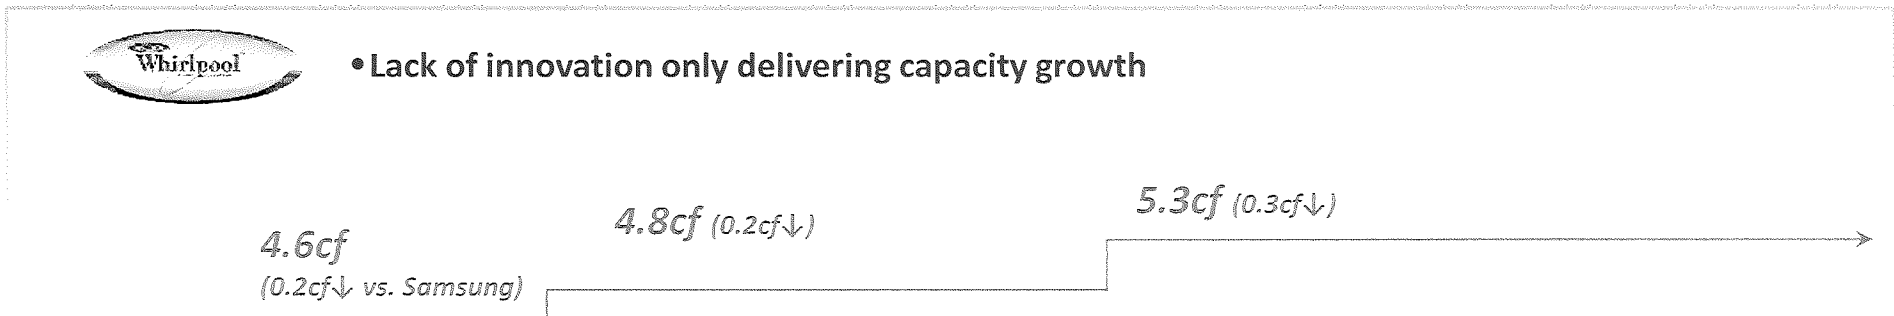 Whirlpool
•Lack of innovation only delivering capacity growth
5.3cf (0.3cf↓)
4.8cf (0.2cf↓)
4.6cf
(0.2cf↓ vs. Samsung)